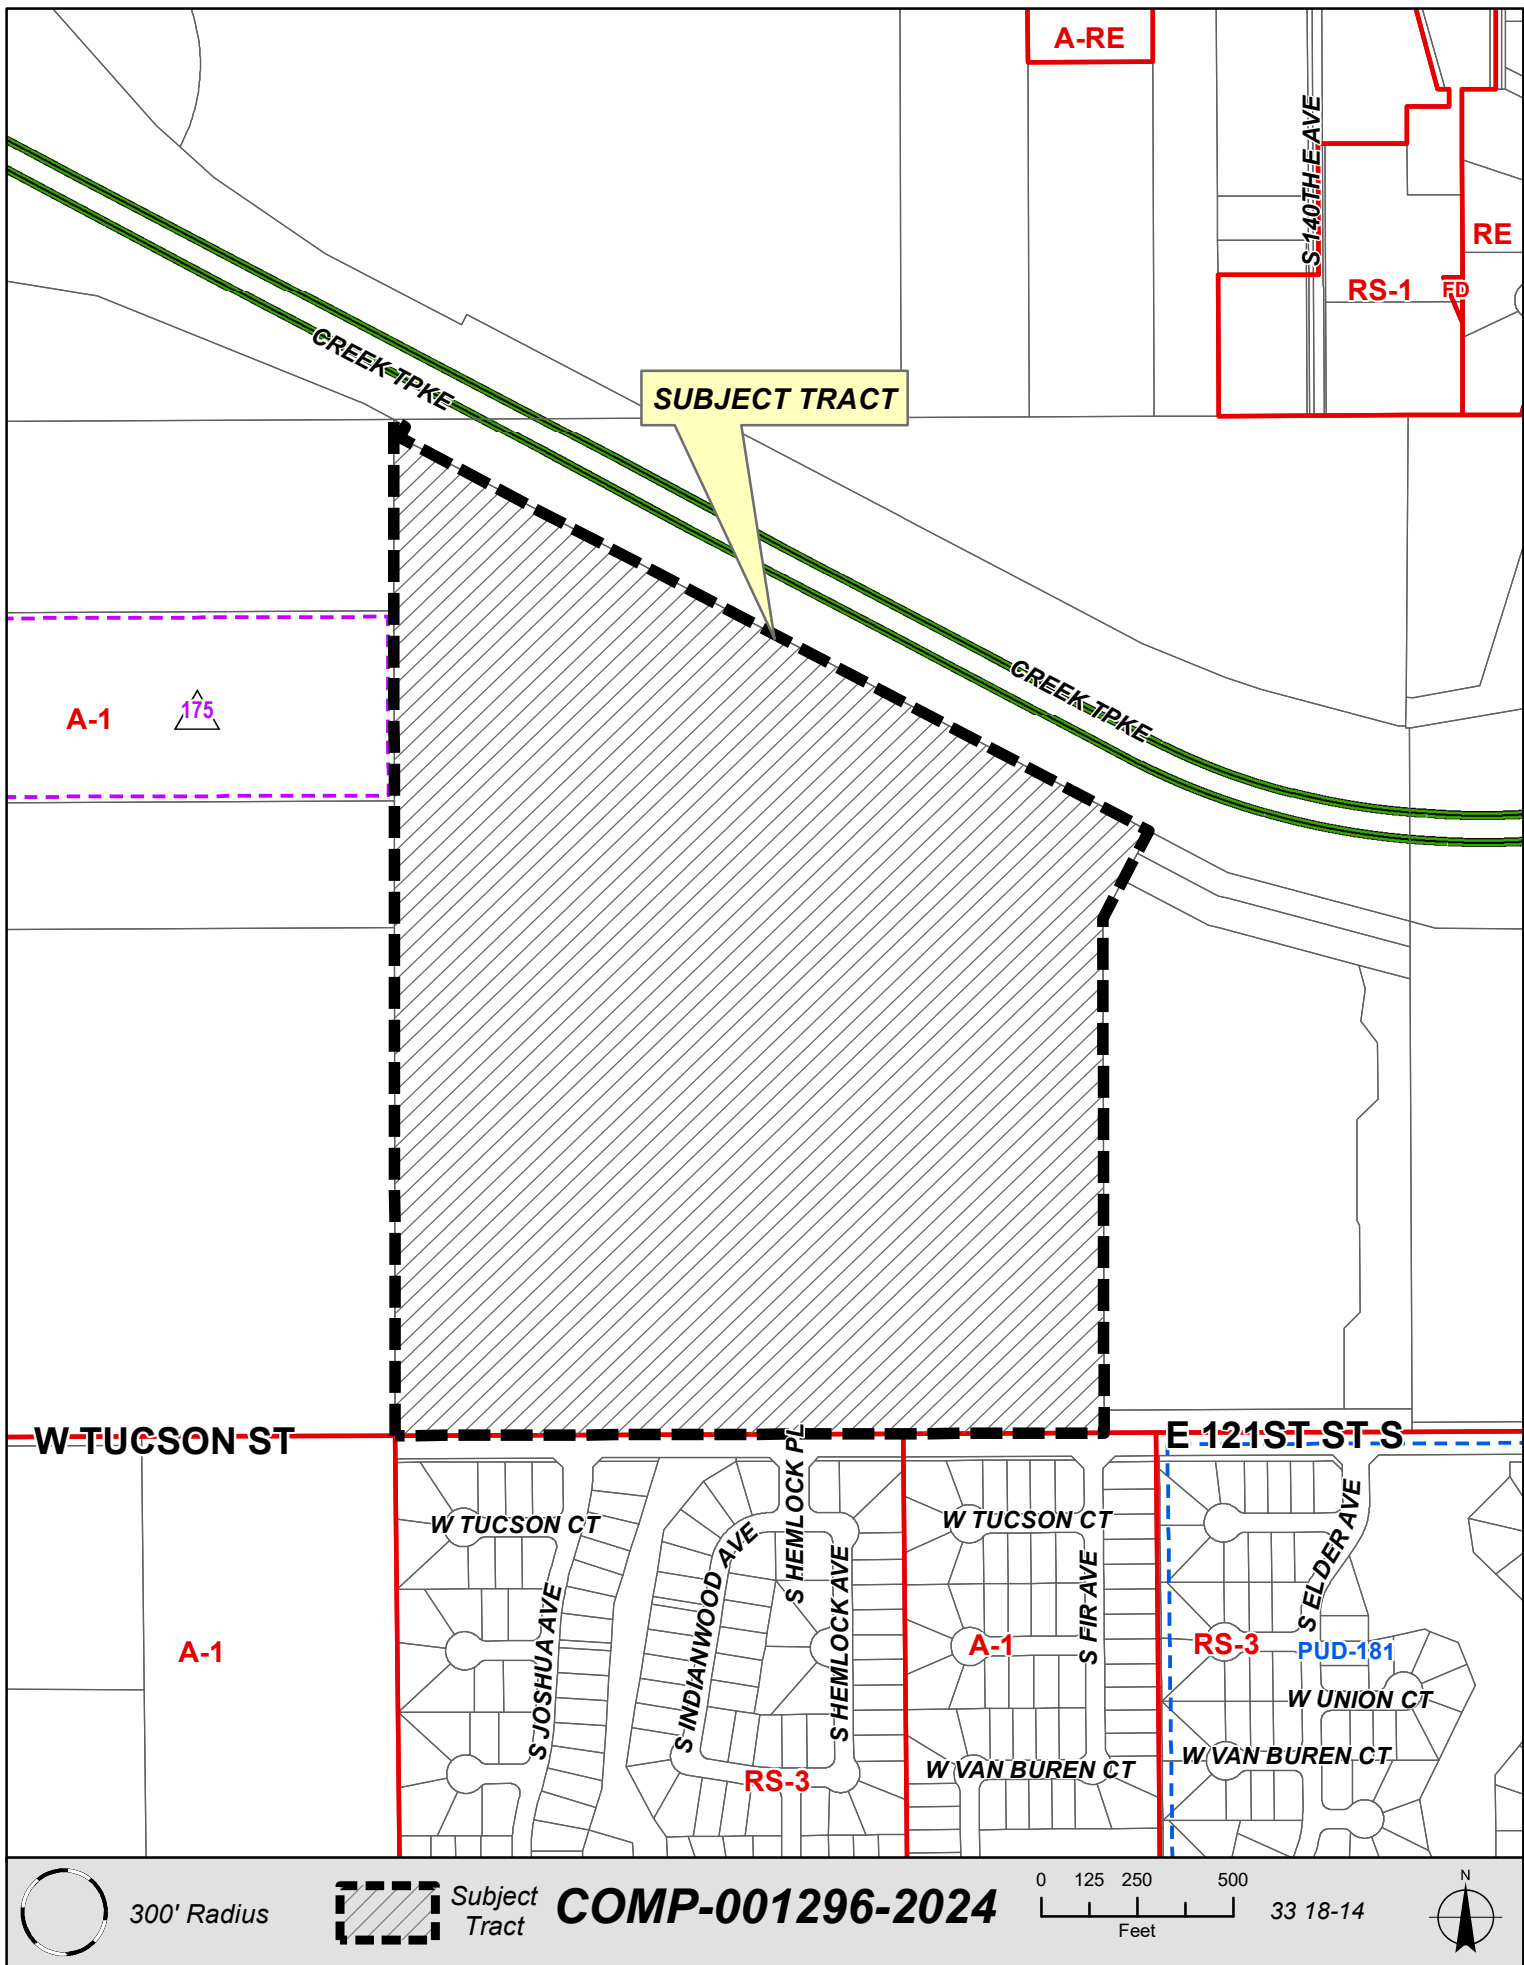 A-RE
S 140TH E AVE
RE
RS-1
FD
CREEK TPKE
SUBJECT TRACT
CREEK TPKE
A-1
175
W TUCSON ST
E 121ST ST S
S HEMLOCK PL
W TUCSON CT
W TUCSON CT
S INDIANWOOD AVE
S JOSHUA AVE
S HEMLOCK AVE
S FIR AVE
S ELDER AVE
A-1
A-1
RS-3
PUD-181
W UNION CT
W VAN BUREN CT
W VAN BUREN CT
RS-3
300' Radius
Subject
Tract
COMP-001296-2024
0 125 250 500
Feet
33 18-14
N